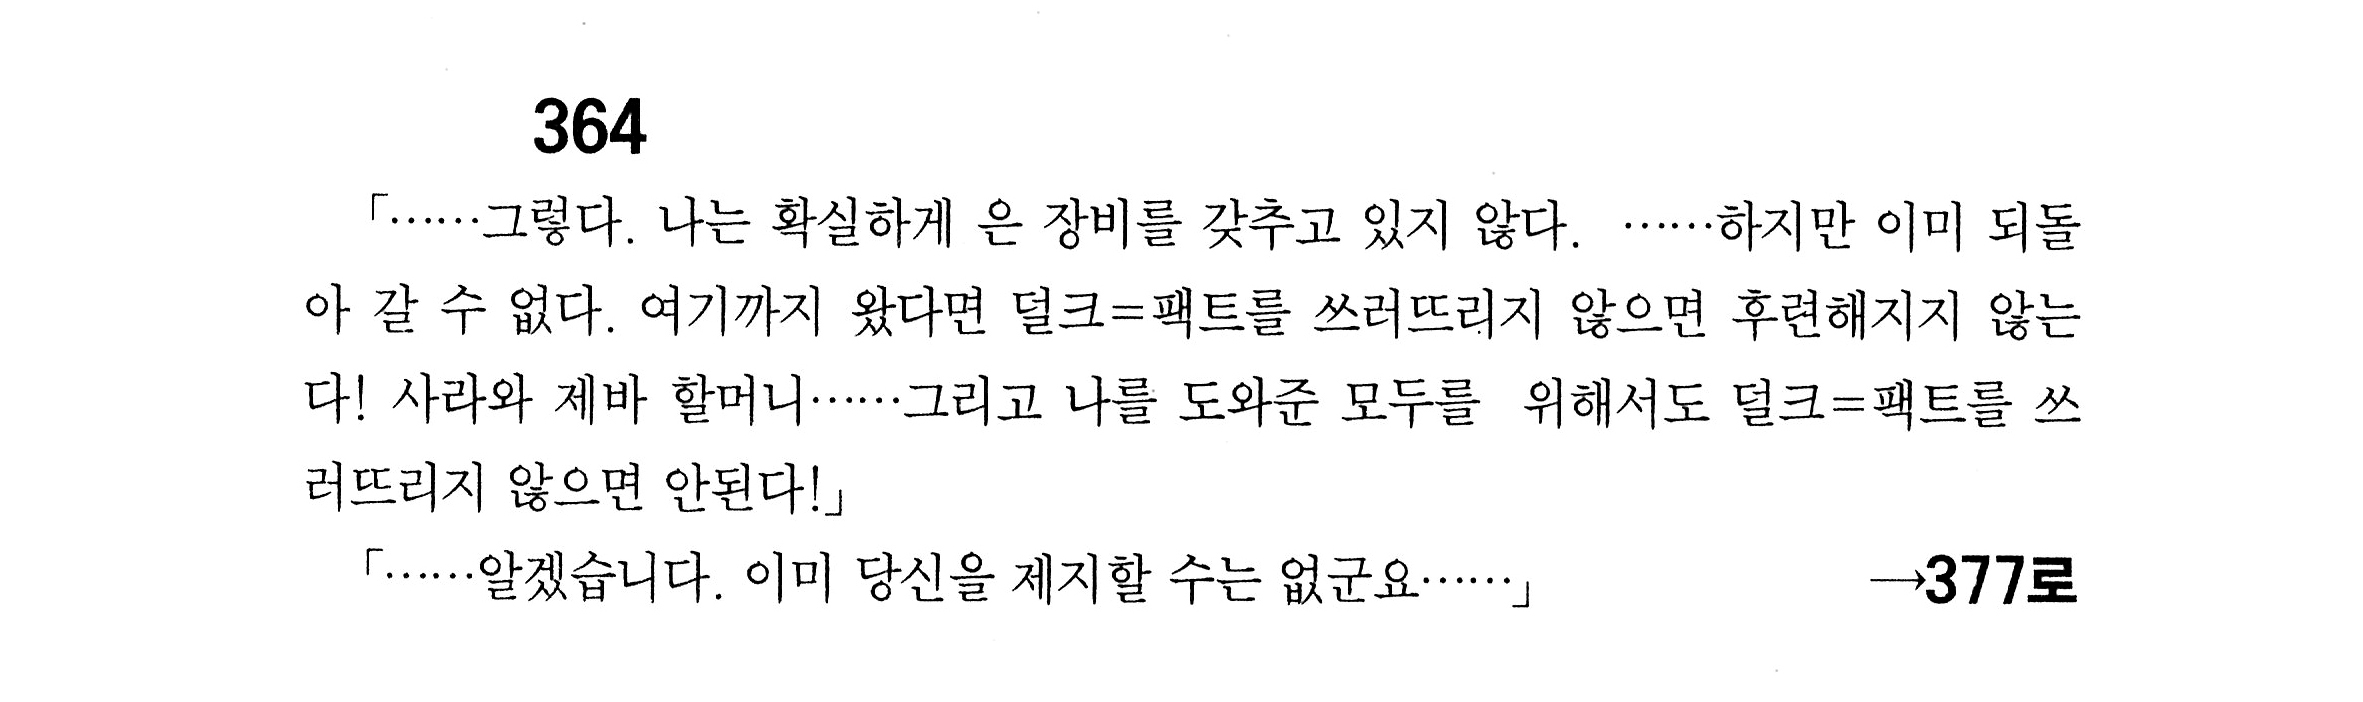 364
「……그렇다. 나는 확실하게 은 장비를 갖추고 있지 않다. ……하지만 이미 되돌
아 갈 수 없다. 여기까지 왔다면 덜크=팩트를 쓰러뜨리지 않으면 후련해지지 않는
다! 사라와 제바 할머니……그리고 나를 도와준 모두를 위해서도 덜크=팩트를 쓰
러뜨리지 않으면 안된다!」
「……알겠습니다. 이미 당신을 제지할 수는 없군요……」 →377로